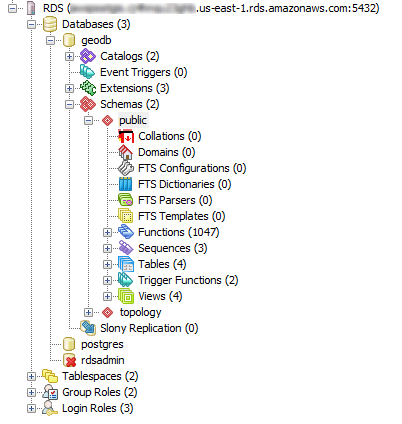 RDS (.us-east-1.rds.amazonaws.com:5432)
Databases (3)
geodb
Catalogs (2)
Event Triggers (0)
Extensions (3)
Schemas (2)
public
Collations (0)
Domains (0)
FTS Configurations (0)
FTS Dictionaries (0)
FTS Parsers (0)
FTS Templates (0)
Functions (1047)
Sequences (3)
Tables (4)
Trigger Functions (2)
Views (4)
topology
Slony Replication (0)
postgres
rdsadmin
Tablespaces (2)
Group Roles (2)
Login Roles (3)